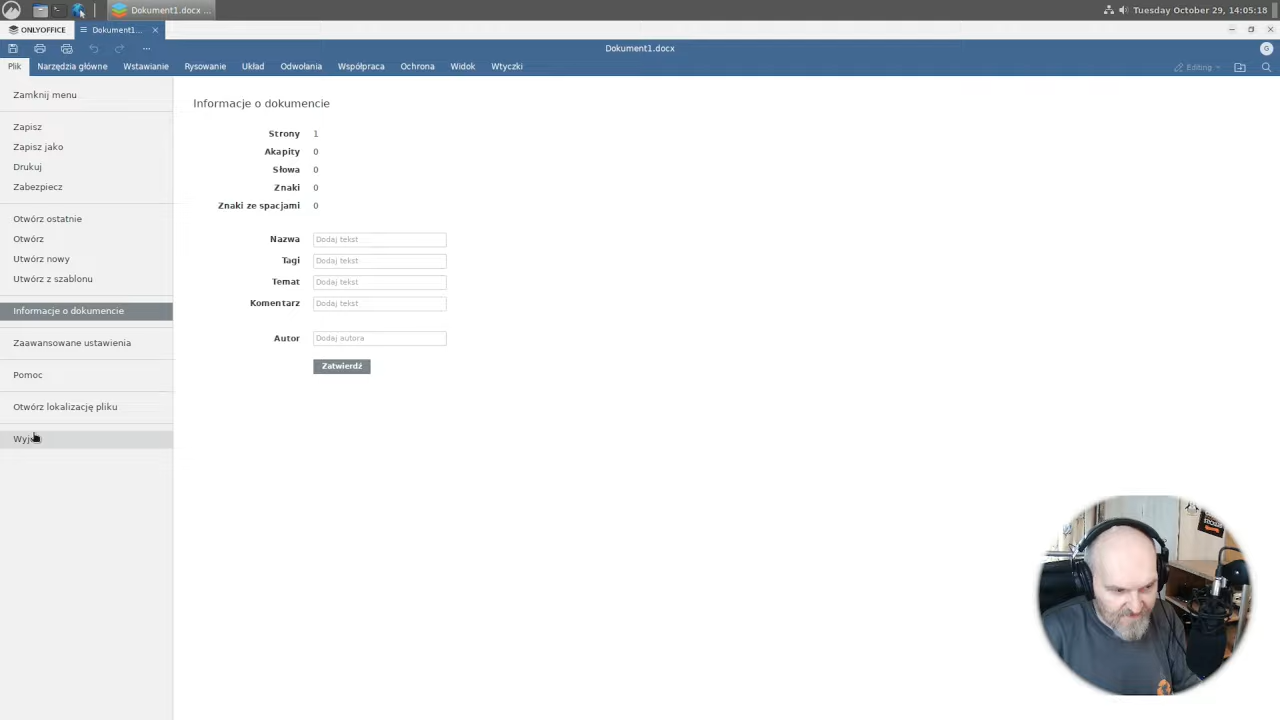 Dokument1.docx ...
Tuesday October 29, 14:05:18
ONLYOFFICE
Dokument1...
Dokument1.docx
G
Plik
Narzędzia główne
Wstawianie
Rysowanie
Układ
Odwołania
Współpraca
Ochrona
Widok
Wtyczki
Editing
Zamknij menu
Zapisz
Zapisz jako
Drukuj
Zabezpiecz
Otwórz ostatnie
Otwórz
Utwórz nowy
Utwórz z szablonu
Informacje o dokumencie
Zaawansowane ustawienia
Pomoc
Otwórz lokalizację pliku
Informacje o dokumencie
Strony 1
Akapity 0
Słowa 0
Znaki 0
Znaki ze spacjami 0
Nazwa Dodaj tekst
Tagi Dodaj tekst
Temat Dodaj tekst
Komentarz Dodaj tekst
Autor Dodaj autora
Zatwierdź